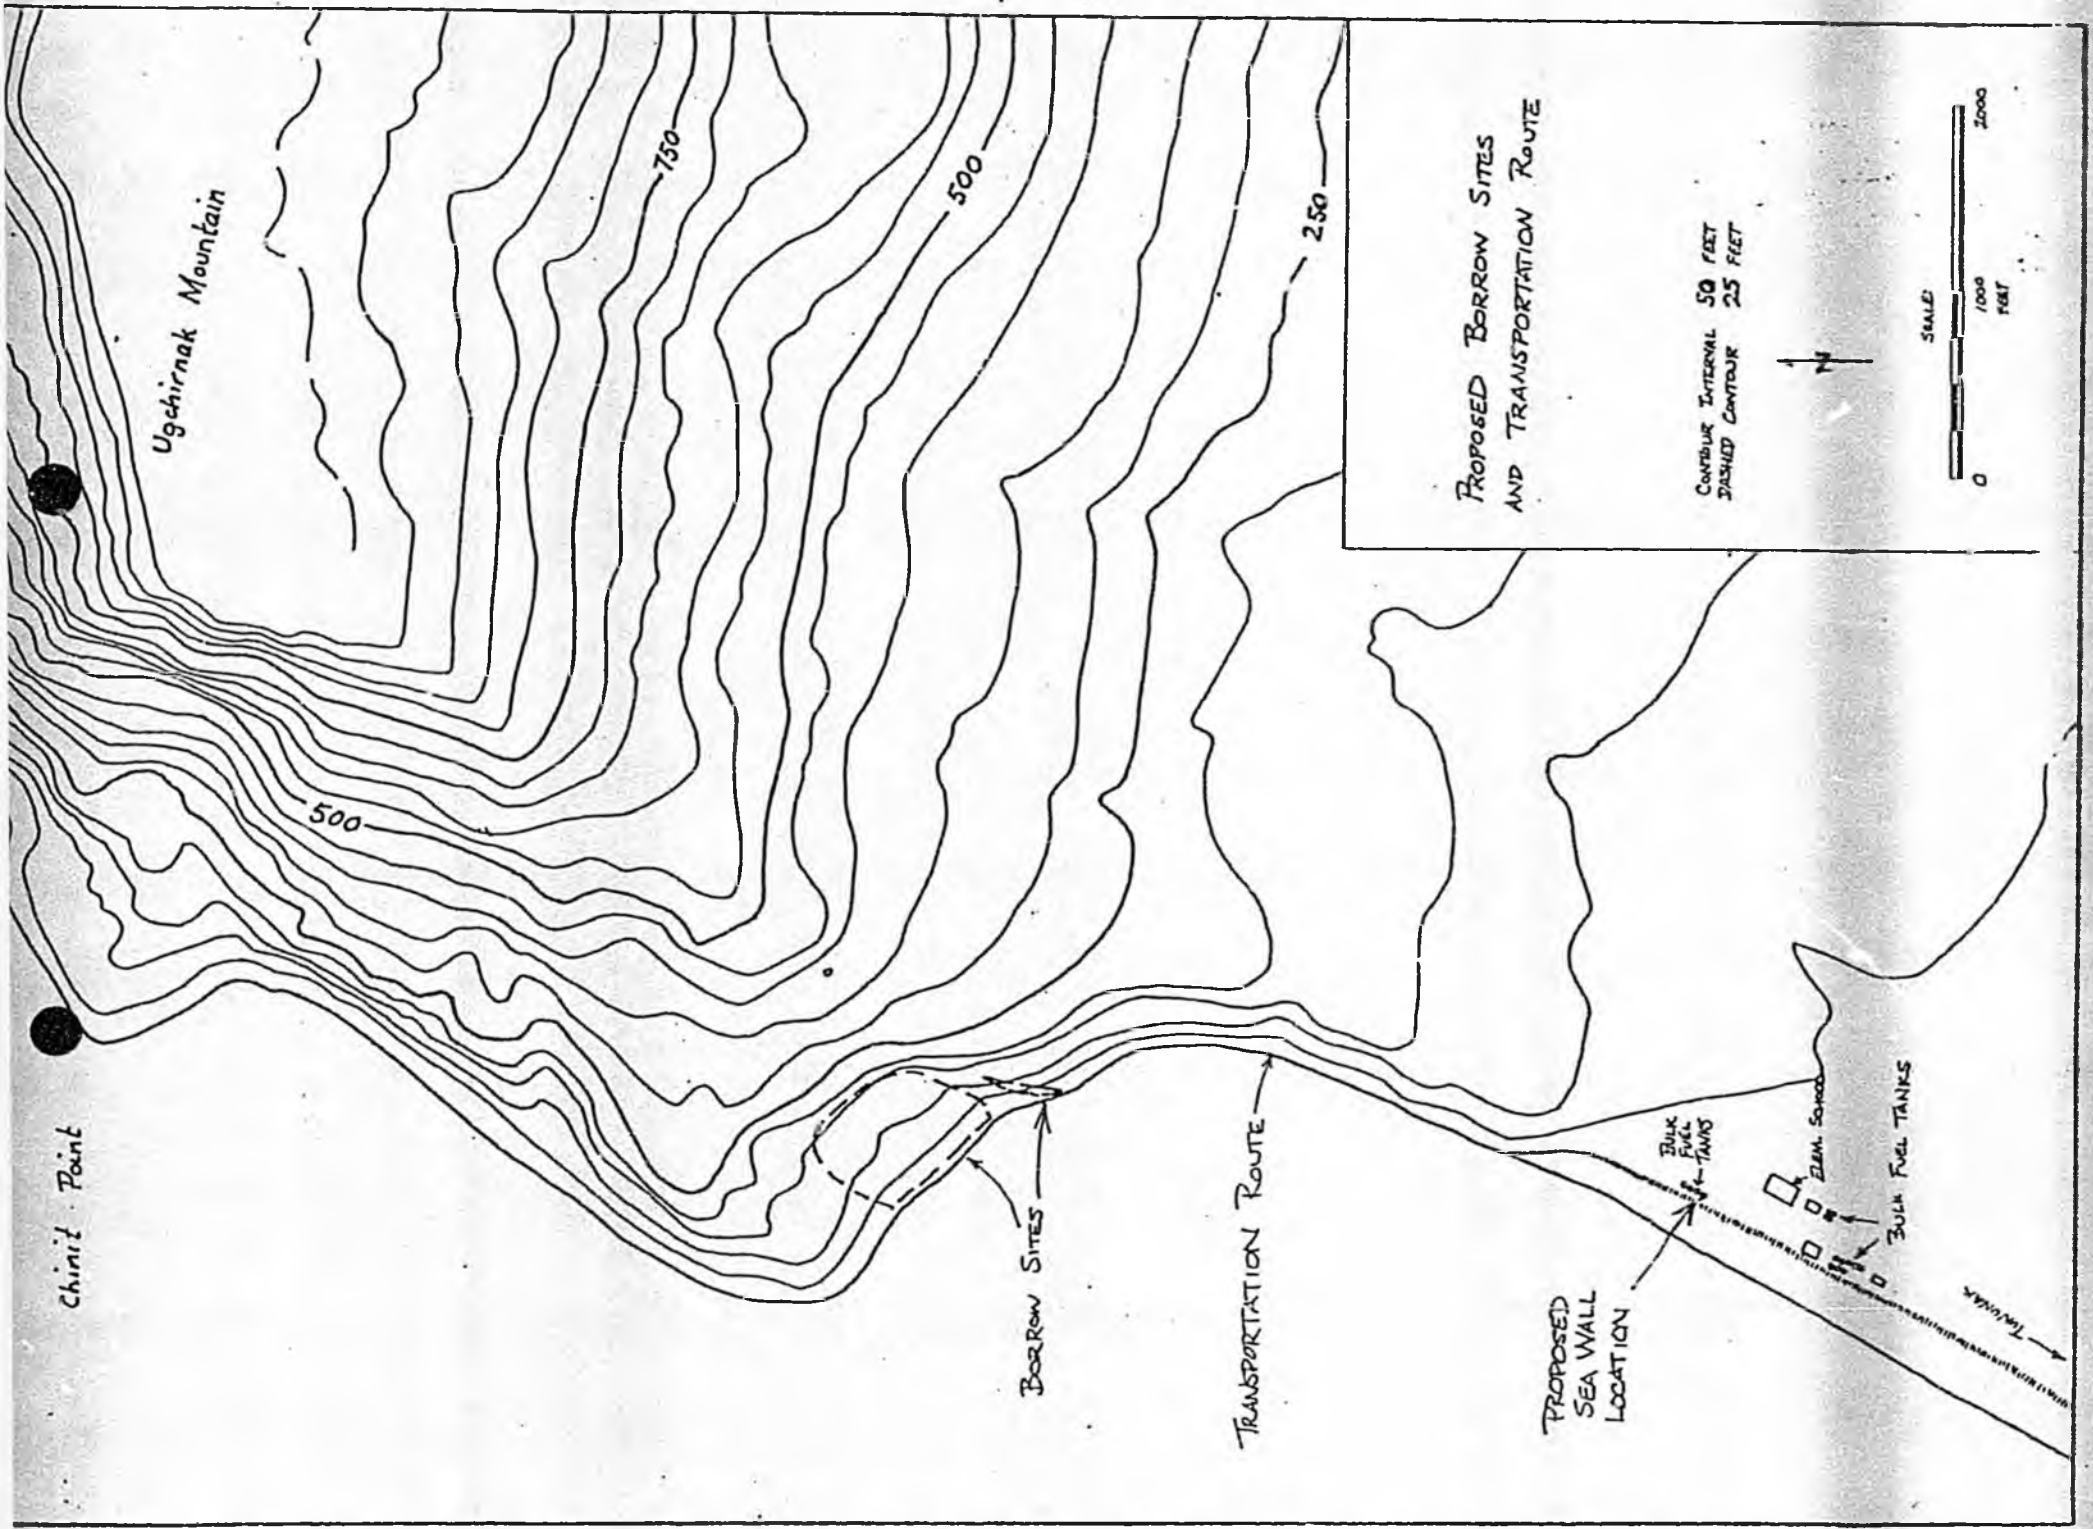 Chinit Point
Ugchirnak Mountain
750
500
500
250
BORROW SITES
TRANSPORTATION ROUTE
PROPOSED
SEA WALL
LOCATION
BULK
FUEL
TANKS
ELEM. SCHOOL
BULK FUEL TANKS
TUNUNAK
PROPOSED BORROW SITES
AND TRANSPORTATION ROUTE
CONTOUR INTERVAL 50 FEET
DASHED CONTOUR 25 FEET
N
SCALE:
0 1000 2000
FEET